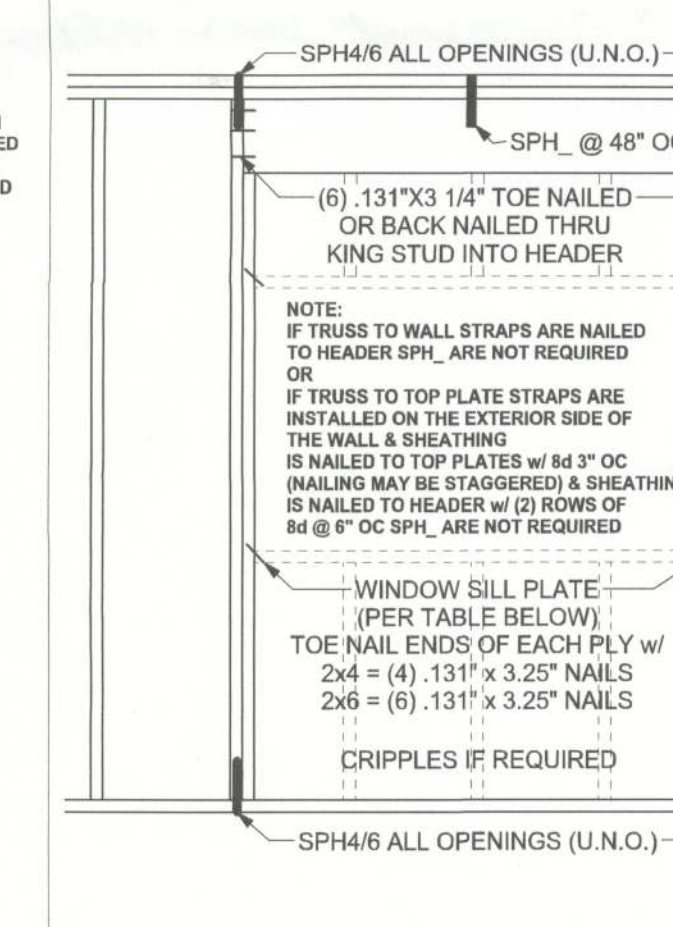 ED
D
SPH4/6 ALL OPENINGS (U.N.O.)
SPH_ @ 48" OC
(6) .131"X3 1/4" TOE NAILED
OR BACK NAILED THRU
KING STUD INTO HEADER
NOTE:
IF TRUSS TO WALL STRAPS ARE NAILED
TO HEADER SPH_ ARE NOT REQUIRED
OR
IF TRUSS TO TOP PLATE STRAPS ARE
INSTALLED ON THE EXTERIOR SIDE OF
THE WALL & SHEATHING
IS NAILED TO TOP PLATES w/ 8d 3" OC
(NAILING MAY BE STAGGERED) & SHEATHIN
IS NAILED TO HEADER w/ (2) ROWS OF
8d @ 6" OC SPH_ ARE NOT REQUIRED
WINDOW SILL PLATE
(PER TABLE BELOW)
TOE NAIL ENDS OF EACH PLY w/
2x4 = (4) .131" x 3.25" NAILS
2x6 = (6) .131" x 3.25" NAILS
CRIPPLES IF REQUIRED
SPH4/6 ALL OPENINGS (U.N.O.)